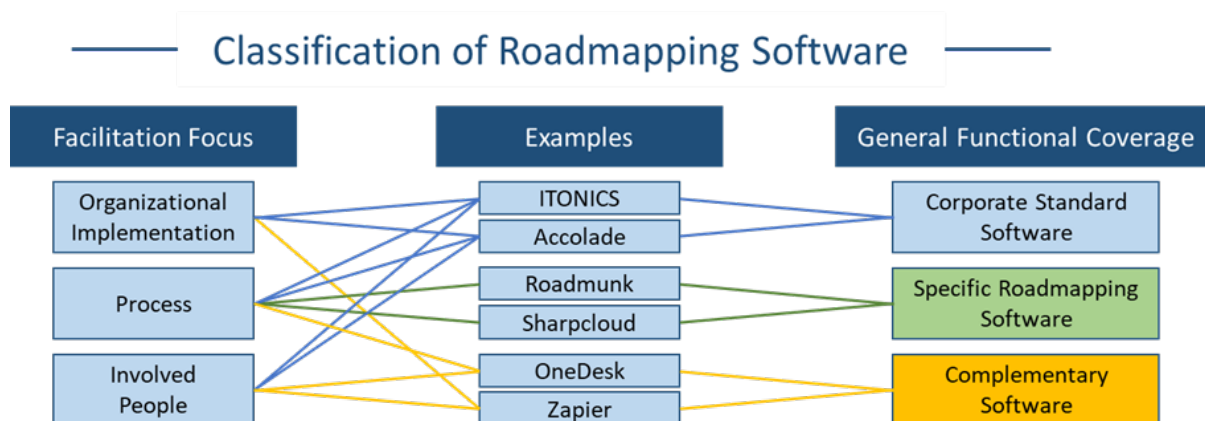 Classification of Roadmapping Software
Facilitation Focus
Examples
General Functional Coverage
Organizational
Implementation
ITONICS
Accolade
Corporate Standard
Software
Process
Roadmunk
Sharpcloud
Specific Roadmapping
Software
Involved
People
OneDesk
Zapier
Complementary
Software